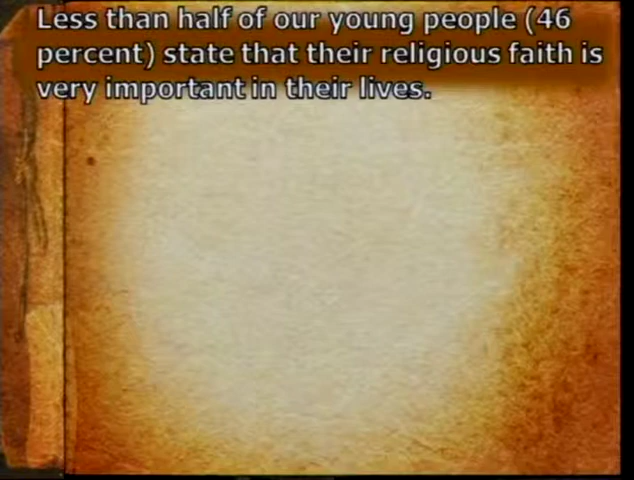 Less than half of our young people (46
percent) state that their religious faith is
very important in their lives.